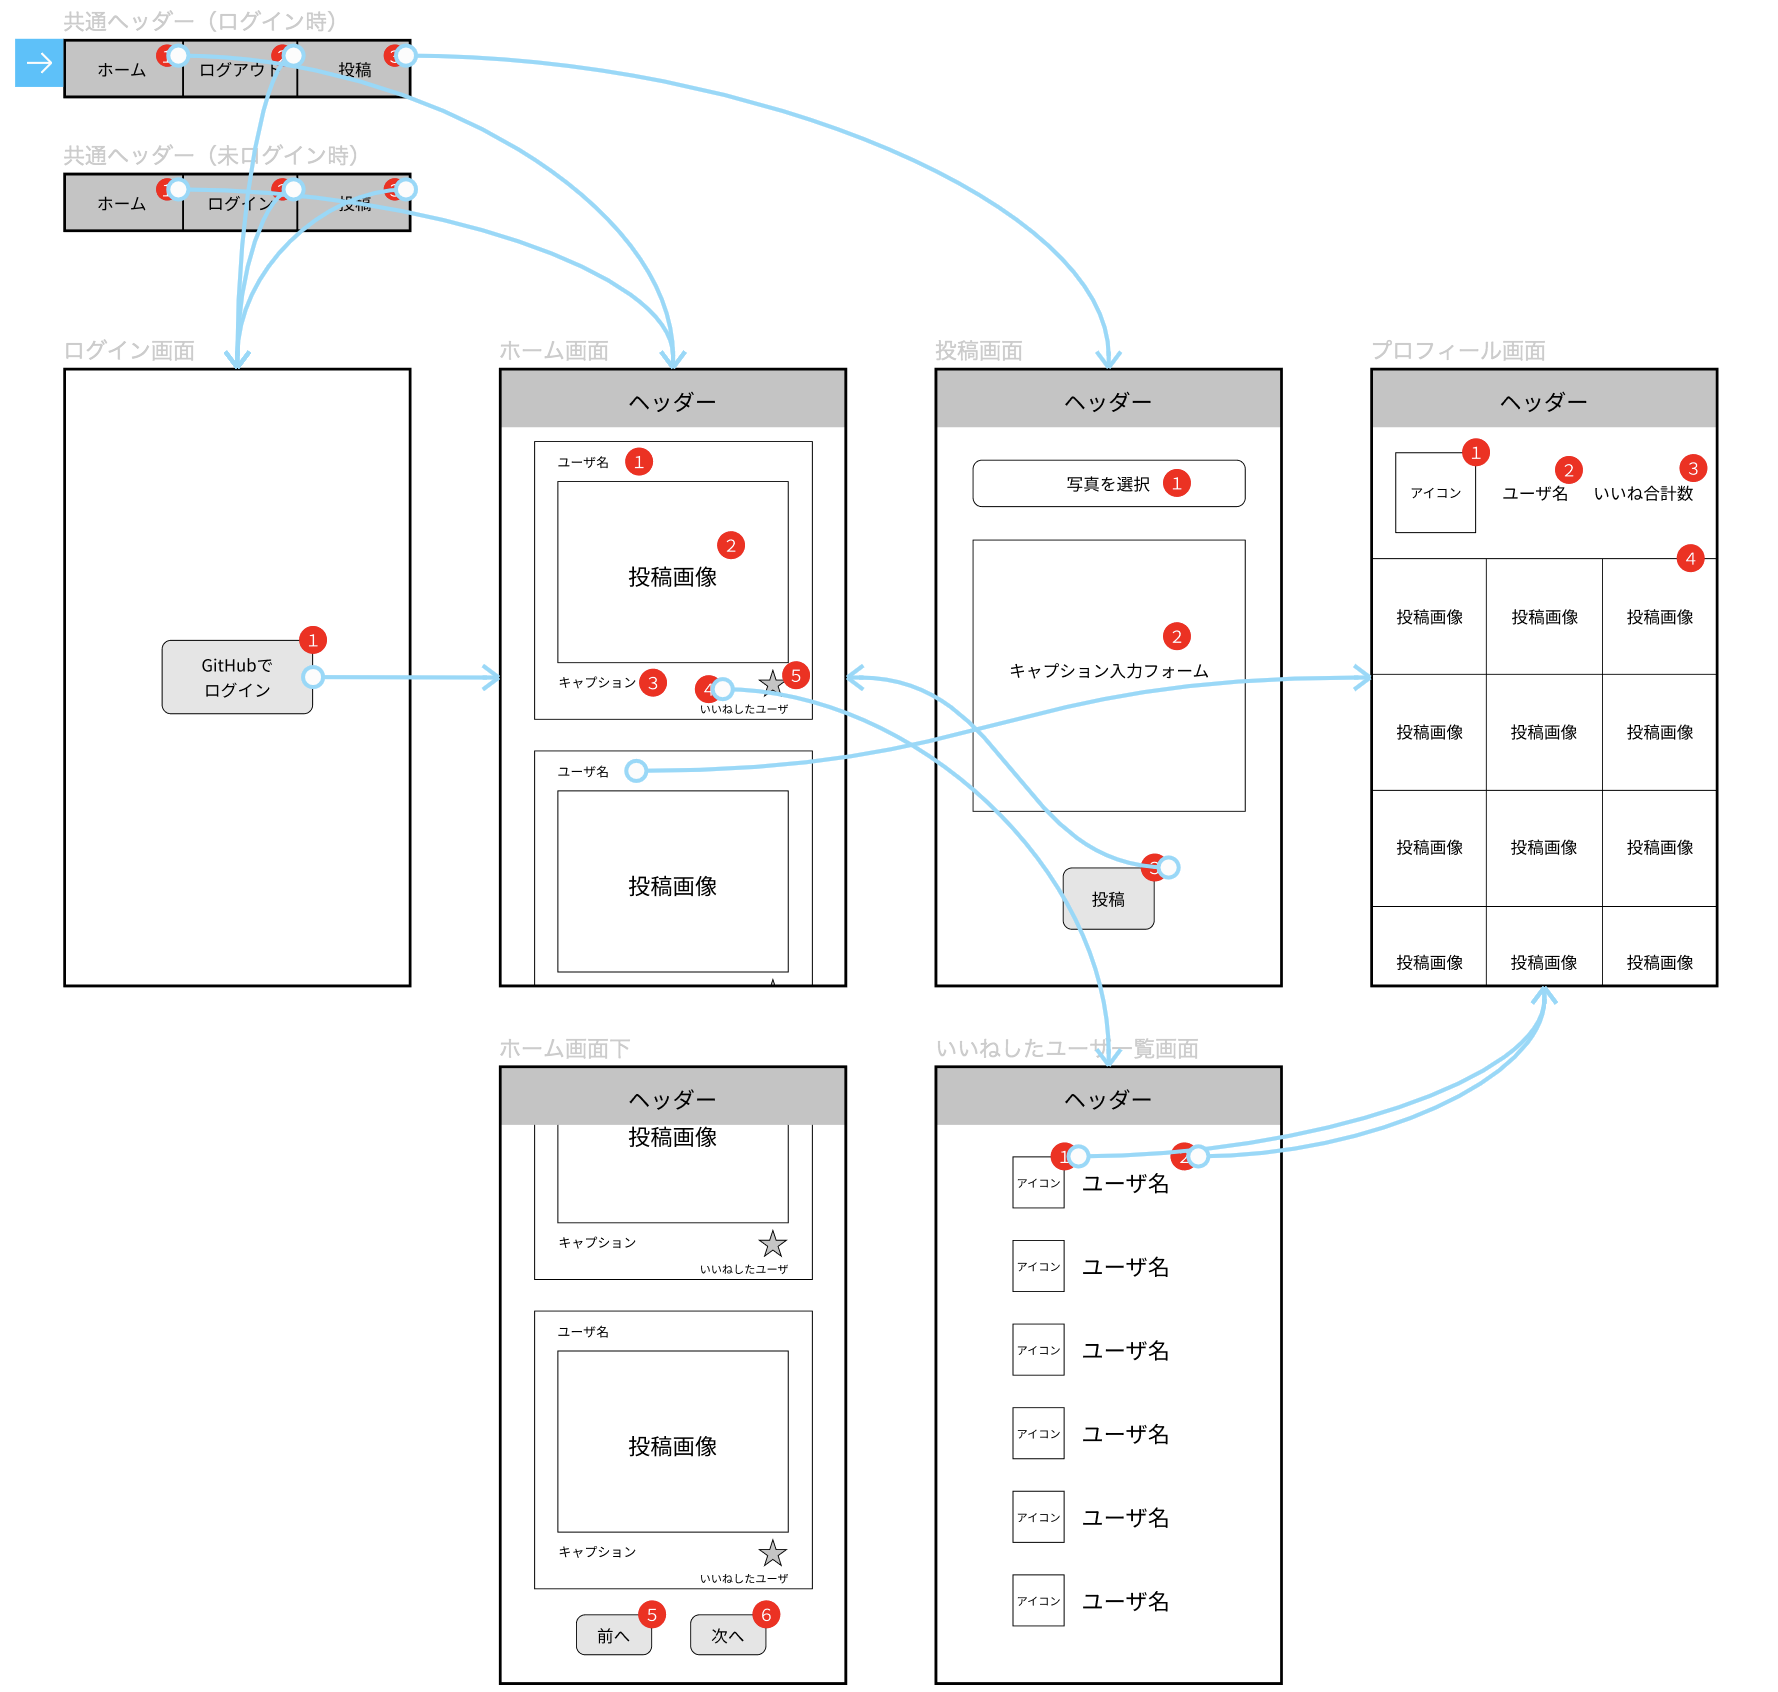 共通ヘッダー（ログイン時）
ホーム
ログアウト
投稿
共通ヘッダー（未ログイン時）
ホーム
ログイン
投稿
ログイン画面
1
GitHubで
ログイン
ホーム画面
ヘッダー
ユーザ名 1
2
投稿画像
キャプション 3
4
5
いいねしたユーザ
ユーザ名
投稿画像
投稿画面
ヘッダー
写真を選択 1
2
キャプション入力フォーム
3
投稿
プロフィール画面
ヘッダー
1
アイコン
2
ユーザ名
3
いいね合計数
4
投稿画像 投稿画像 投稿画像
投稿画像 投稿画像 投稿画像
投稿画像 投稿画像 投稿画像
投稿画像 投稿画像 投稿画像
ホーム画面下
ヘッダー
投稿画像
キャプション
いいねしたユーザ
ユーザ名
投稿画像
キャプション
いいねしたユーザ
5
前へ
6
次へ
いいねしたユーザ一覧画面
ヘッダー
1
2
アイコン ユーザ名
アイコン ユーザ名
アイコン ユーザ名
アイコン ユーザ名
アイコン ユーザ名
アイコン ユーザ名